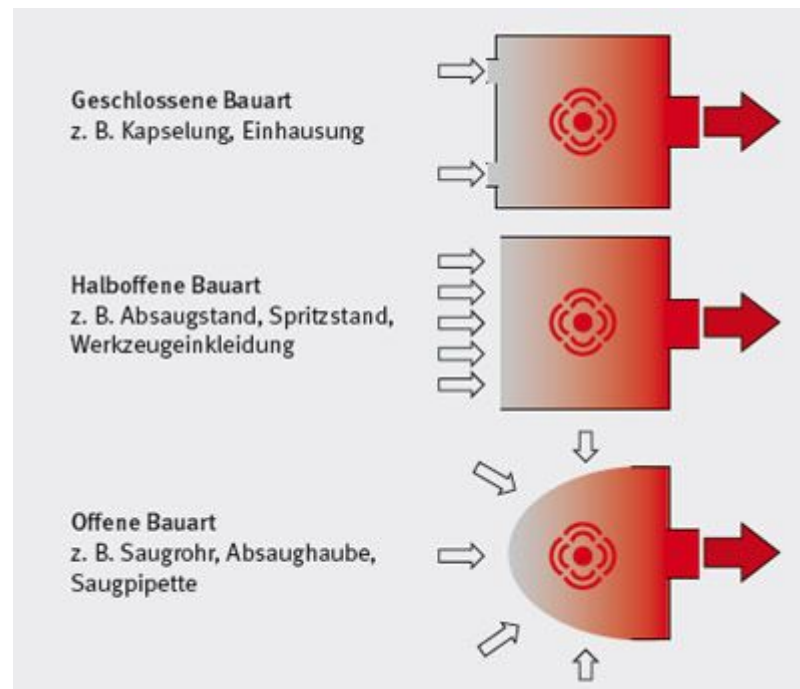 Geschlossene Bauart
z. B. Kapselung, Einhausung
Halboffene Bauart
z. B. Absaugstand, Spritzstand,
Werkzeugeinkleidung
Offene Bauart
z. B. Saugrohr, Absaughaube,
Saugpipette